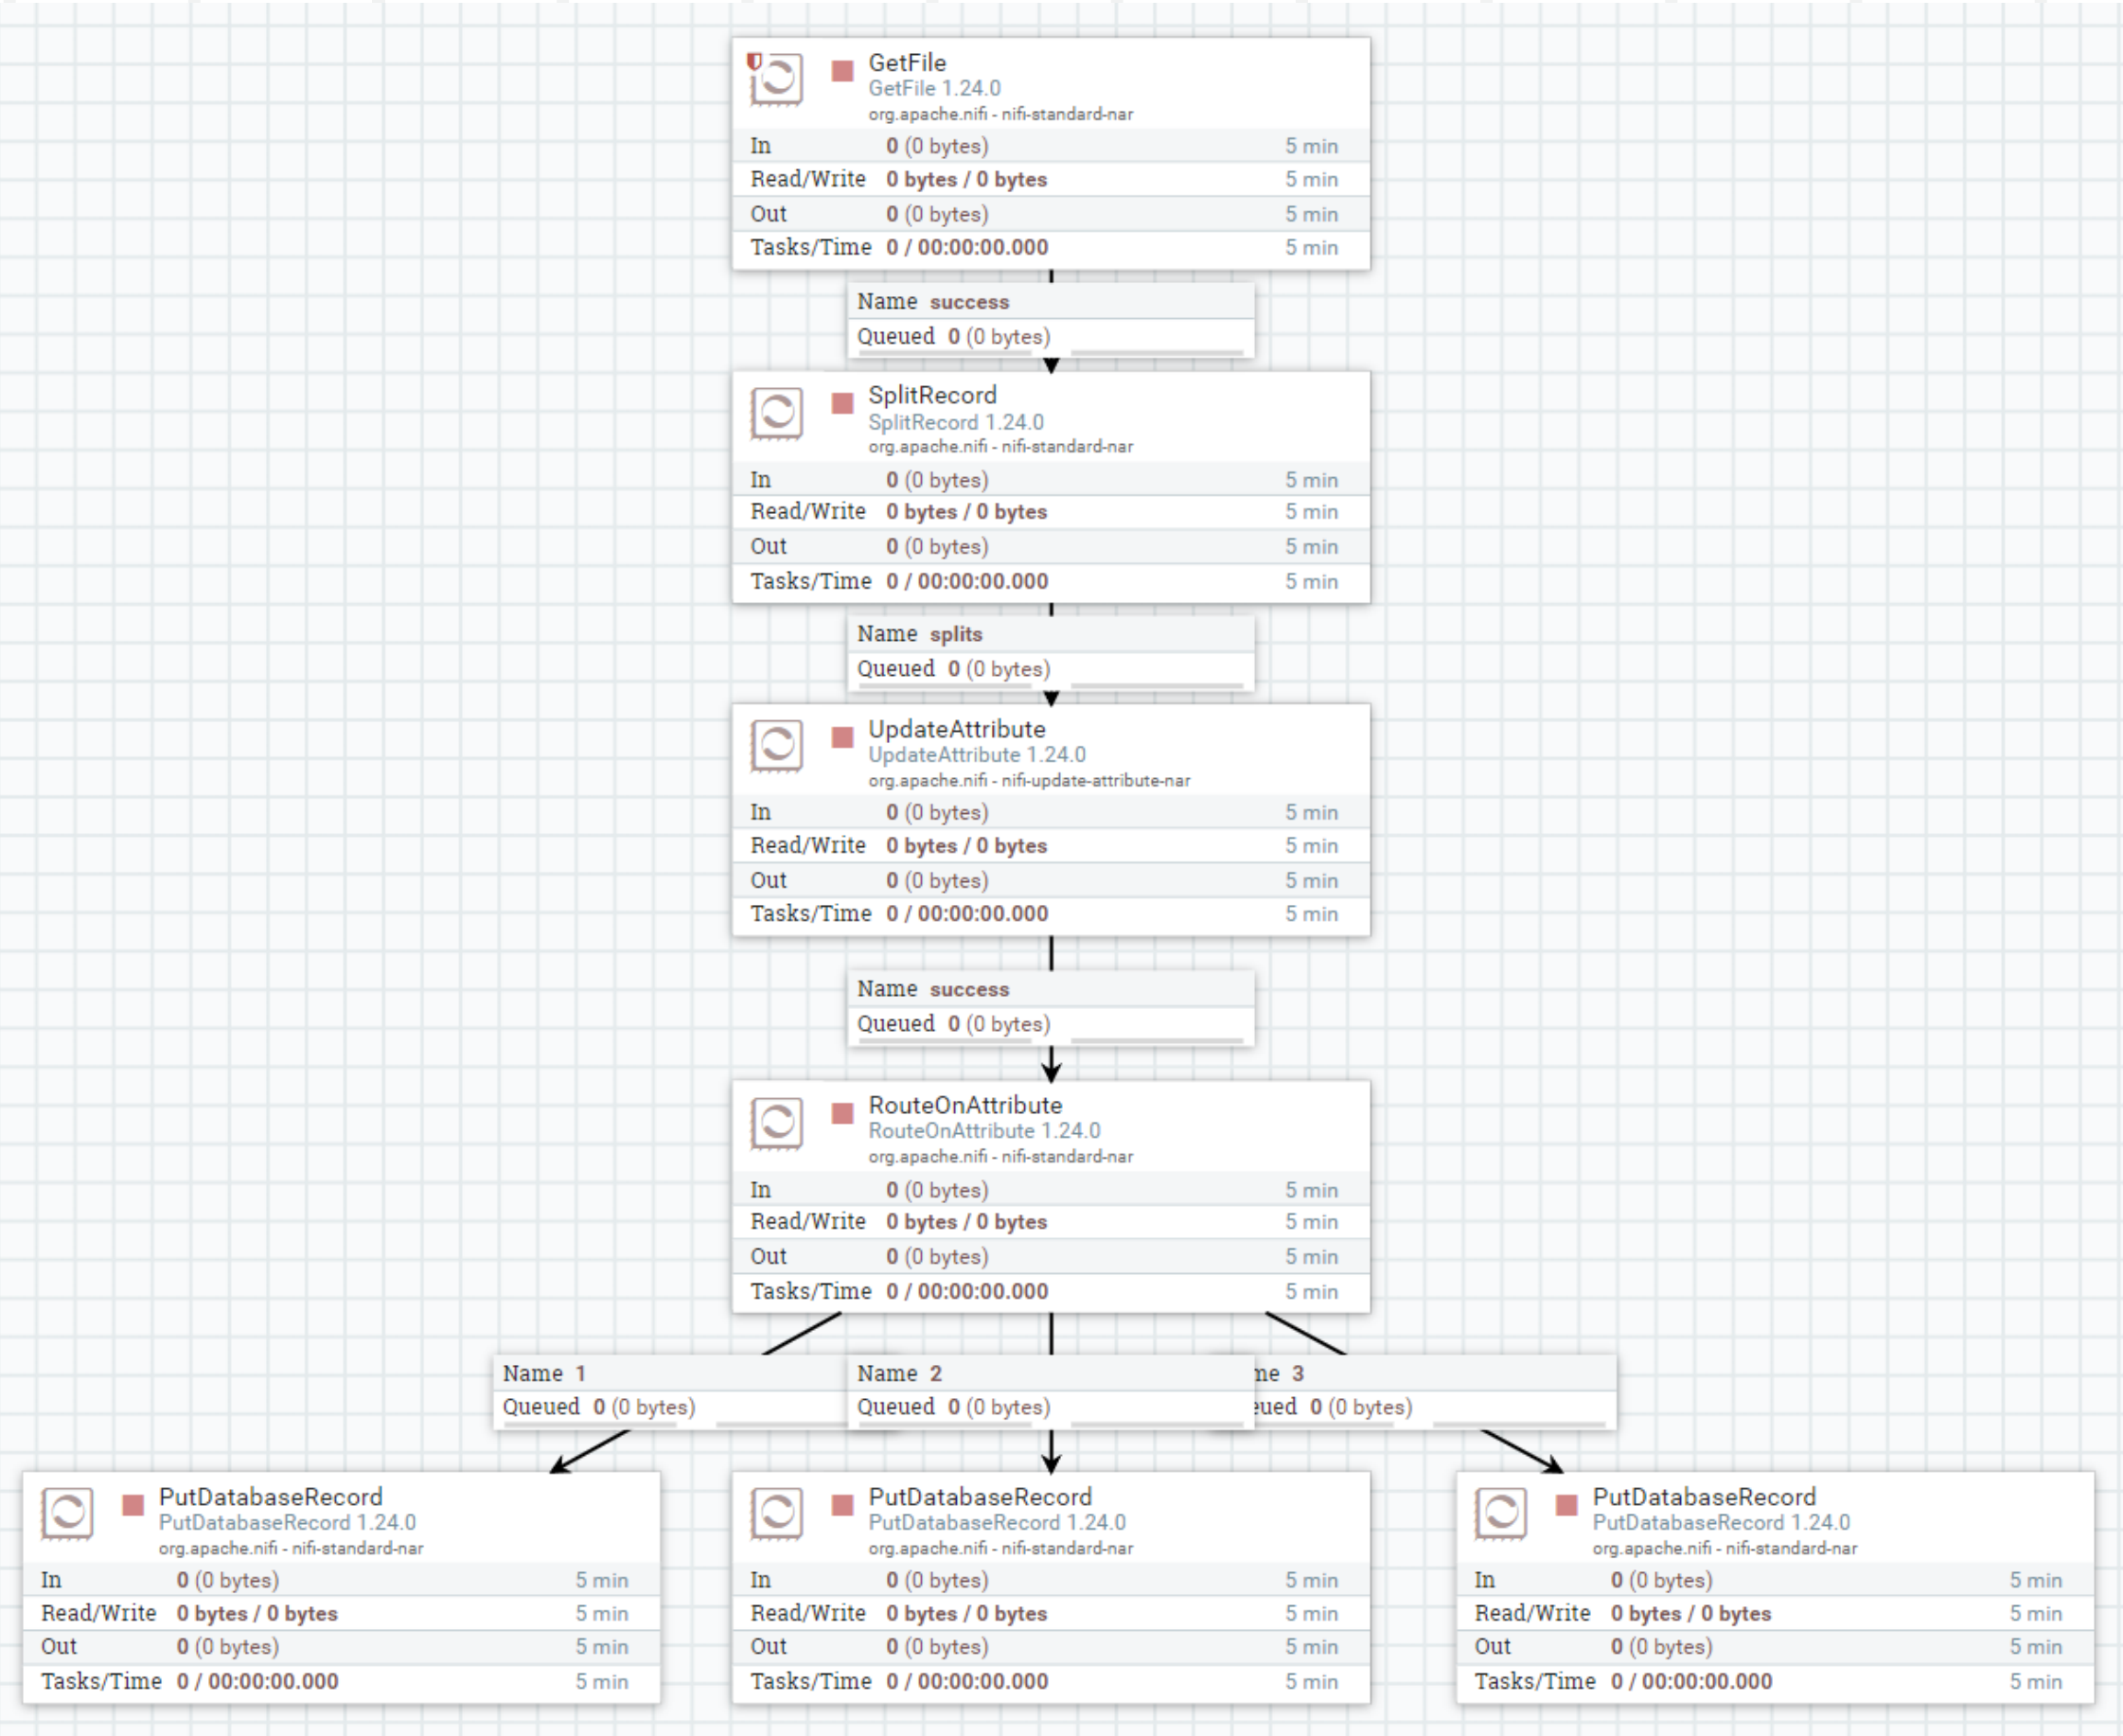 GetFile
GetFile 1.24.0
org.apache.nifi - nifi-standard-nar
In 0 (0 bytes) 5 min
Read/Write 0 bytes / 0 bytes 5 min
Out 0 (0 bytes) 5 min
Tasks/Time 0 / 00:00:00.000 5 min
Name success
Queued 0 (0 bytes)
SplitRecord
SplitRecord 1.24.0
org.apache.nifi - nifi-standard-nar
In 0 (0 bytes) 5 min
Read/Write 0 bytes / 0 bytes 5 min
Out 0 (0 bytes) 5 min
Tasks/Time 0 / 00:00:00.000 5 min
Name splits
Queued 0 (0 bytes)
UpdateAttribute
UpdateAttribute 1.24.0
org.apache.nifi - nifi-update-attribute-nar
In 0 (0 bytes) 5 min
Read/Write 0 bytes / 0 bytes 5 min
Out 0 (0 bytes) 5 min
Tasks/Time 0 / 00:00:00.000 5 min
Name success
Queued 0 (0 bytes)
RouteOnAttribute
RouteOnAttribute 1.24.0
org.apache.nifi - nifi-standard-nar
In 0 (0 bytes) 5 min
Read/Write 0 bytes / 0 bytes 5 min
Out 0 (0 bytes) 5 min
Tasks/Time 0 / 00:00:00.000 5 min
Name 1
Queued 0 (0 bytes)
Name 2
Queued 0 (0 bytes)
me 3
eued 0 (0 bytes)
PutDatabaseRecord
PutDatabaseRecord 1.24.0
org.apache.nifi - nifi-standard-nar
In 0 (0 bytes) 5 min
Read/Write 0 bytes / 0 bytes 5 min
Out 0 (0 bytes) 5 min
Tasks/Time 0 / 00:00:00.000 5 min
PutDatabaseRecord
PutDatabaseRecord 1.24.0
org.apache.nifi - nifi-standard-nar
In 0 (0 bytes) 5 min
Read/Write 0 bytes / 0 bytes 5 min
Out 0 (0 bytes) 5 min
Tasks/Time 0 / 00:00:00.000 5 min
PutDatabaseRecord
PutDatabaseRecord 1.24.0
org.apache.nifi - nifi-standard-nar
In 0 (0 bytes) 5 min
Read/Write 0 bytes / 0 bytes 5 min
Out 0 (0 bytes) 5 min
Tasks/Time 0 / 00:00:00.000 5 min